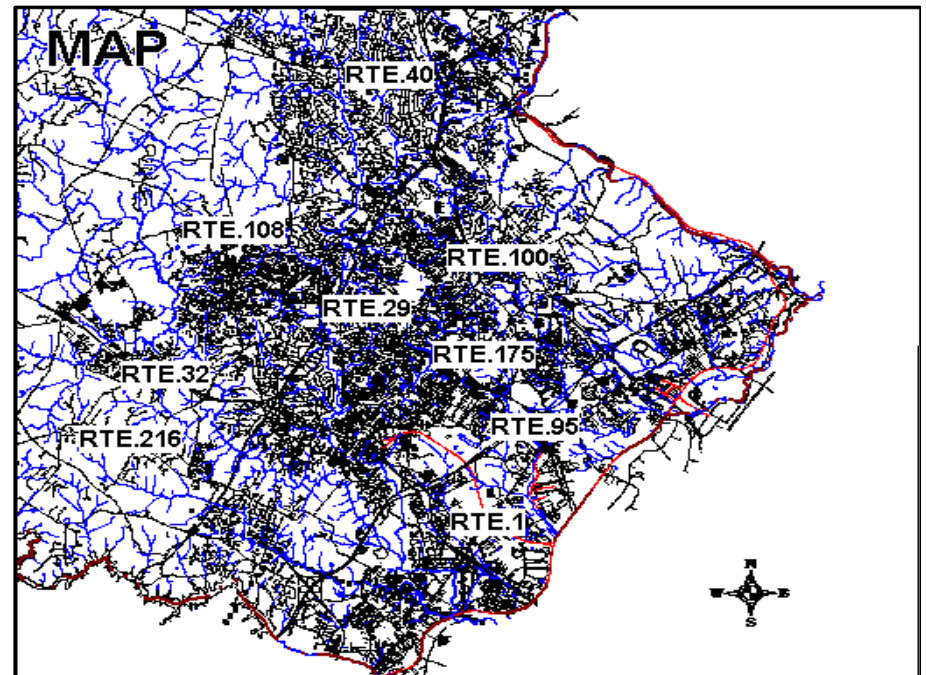 MAP
RTE.40
RTE.108
RTE.100
RTE.29
RTE.175
RTE.32
RTE.95
RTE.216
RTE.1
N
W E
S